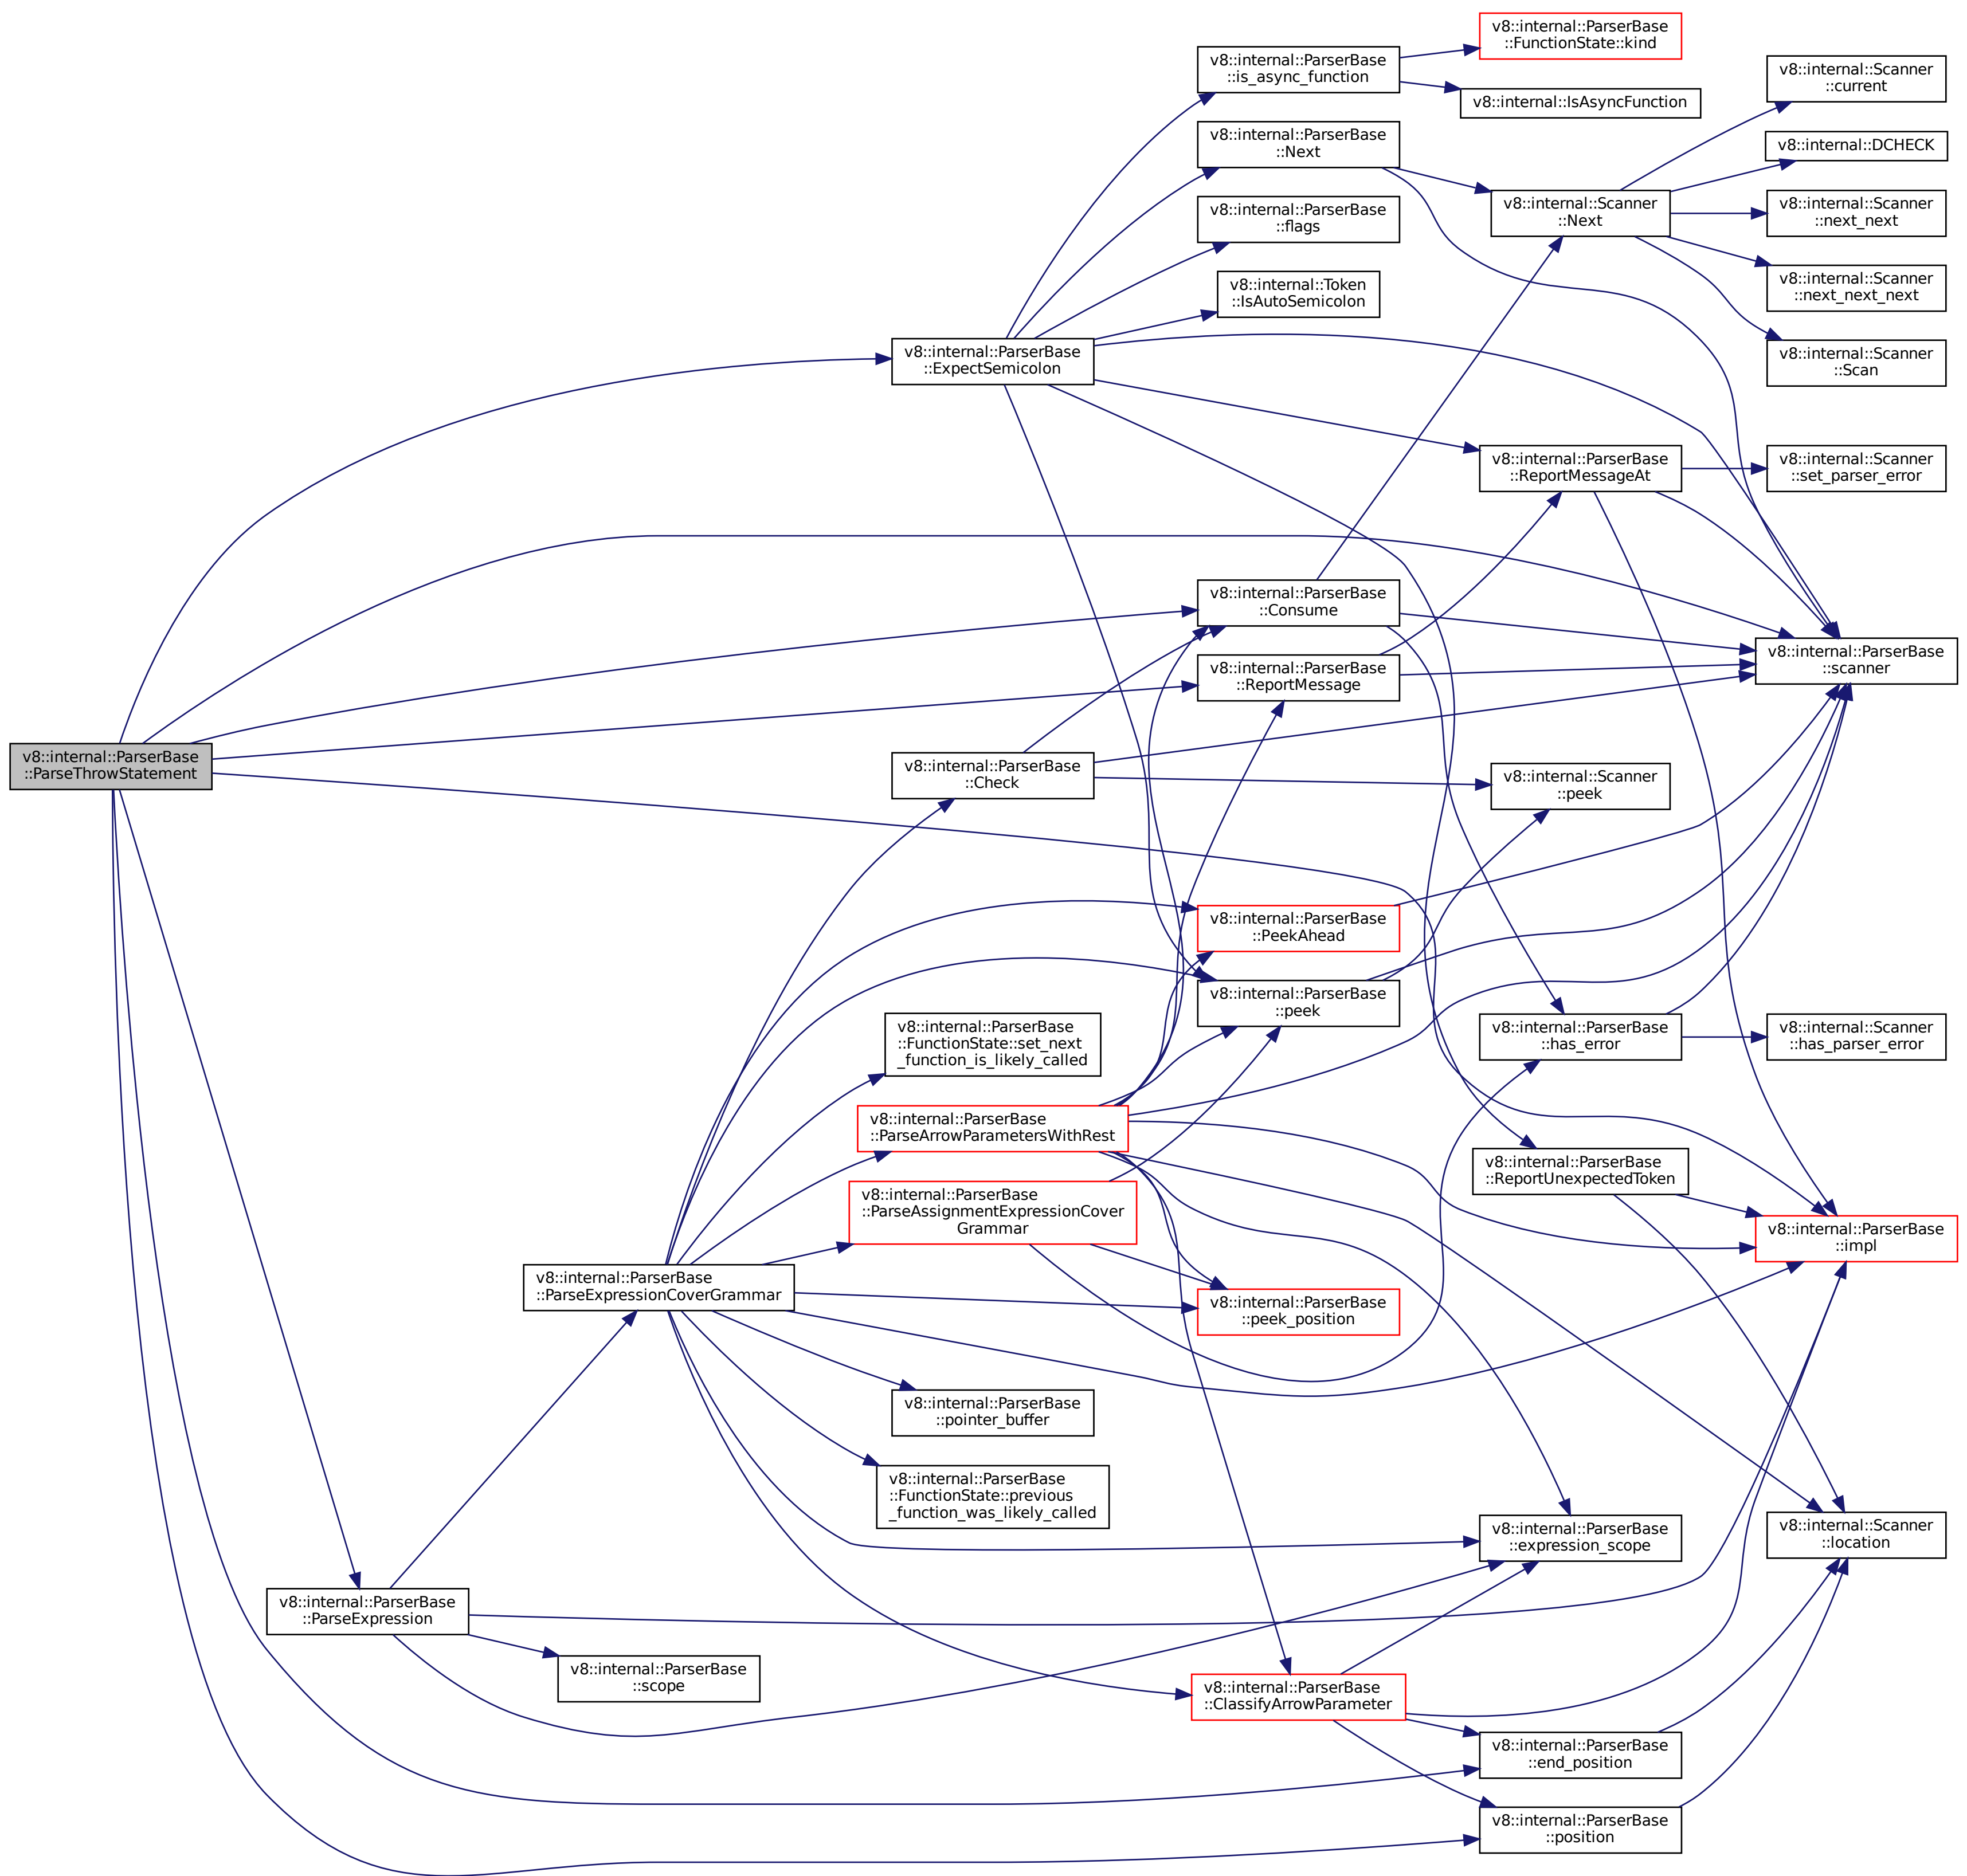 v8::internal::ParserBase
::FunctionState::kind
v8::internal::ParserBase
::is_async_function
v8::internal::Scanner
::current
v8::internal::IsAsyncFunction
v8::internal::ParserBase
::Next
v8::internal::DCHECK
v8::internal::Scanner
::Next
v8::internal::Scanner
::next_next
v8::internal::ParserBase
::flags
v8::internal::Scanner
::next_next_next
v8::internal::Token
::IsAutoSemicolon
v8::internal::ParserBase
::ExpectSemicolon
v8::internal::Scanner
::Scan
v8::internal::ParserBase
::ReportMessageAt
v8::internal::Scanner
::set_parser_error
v8::internal::ParserBase
::Consume
v8::internal::ParserBase
::scanner
v8::internal::ParserBase
::ReportMessage
v8::internal::ParserBase
::ParseThrowStatement
v8::internal::ParserBase
::Check
v8::internal::Scanner
::peek
v8::internal::ParserBase
::PeekAhead
v8::internal::ParserBase
::peek
v8::internal::ParserBase
::FunctionState::set_next
_function_is_likely_called
v8::internal::ParserBase
::has_error
v8::internal::Scanner
::has_parser_error
v8::internal::ParserBase
::ParseArrowParametersWithRest
v8::internal::ParserBase
::ReportUnexpectedToken
v8::internal::ParserBase
::ParseAssignmentExpressionCover
Grammar
v8::internal::ParserBase
::impl
v8::internal::ParserBase
::ParseExpressionCoverGrammar
v8::internal::ParserBase
::peek_position
v8::internal::ParserBase
::pointer_buffer
v8::internal::ParserBase
::FunctionState::previous
_function_was_likely_called
v8::internal::ParserBase
::expression_scope
v8::internal::Scanner
::location
v8::internal::ParserBase
::ParseExpression
v8::internal::ParserBase
::scope
v8::internal::ParserBase
::ClassifyArrowParameter
v8::internal::ParserBase
::end_position
v8::internal::ParserBase
::position